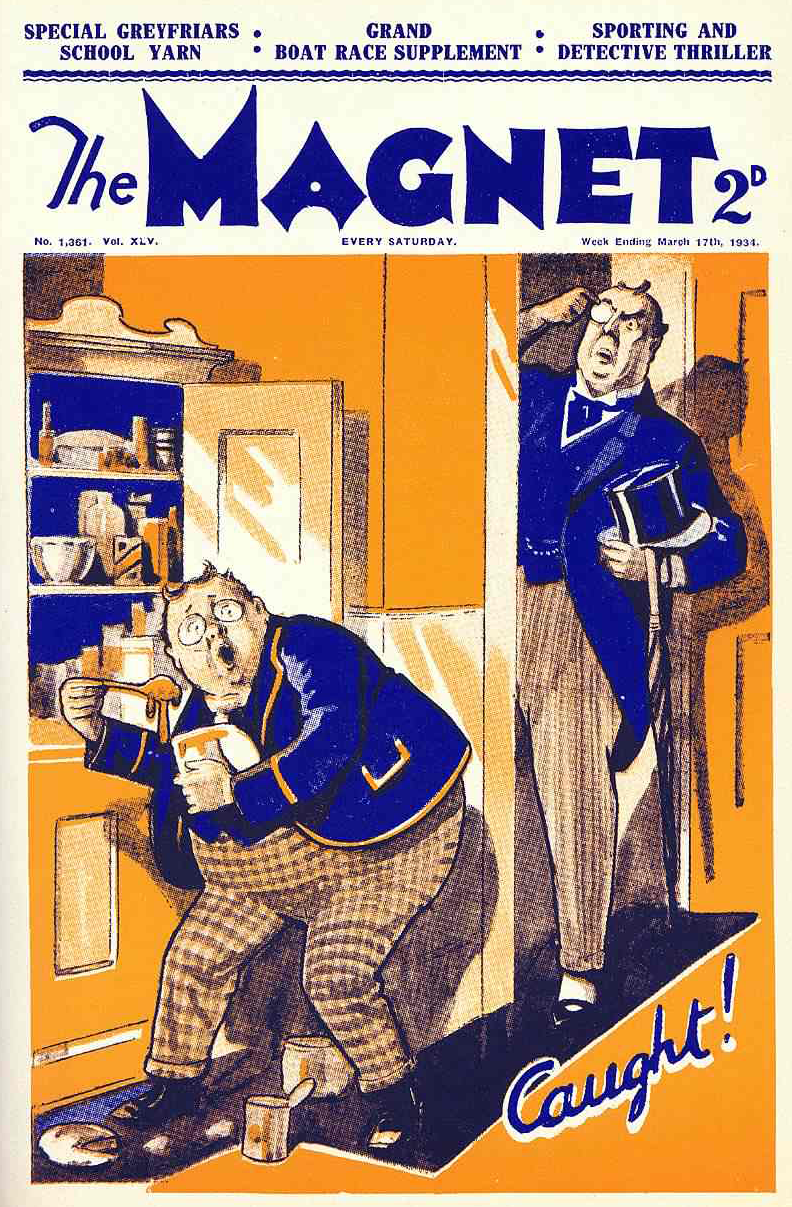 SPECIAL GREYFRIARS
SCHOOL YARN
GRAND
BOAT RACE SUPPLEMENT
SPORTING AND
DETECTIVE THRILLER
The MAGNET 2D
No. 1,361. Vol. XLV.
EVERY SATURDAY.
Week Ending March 17th, 1934.
Caught!